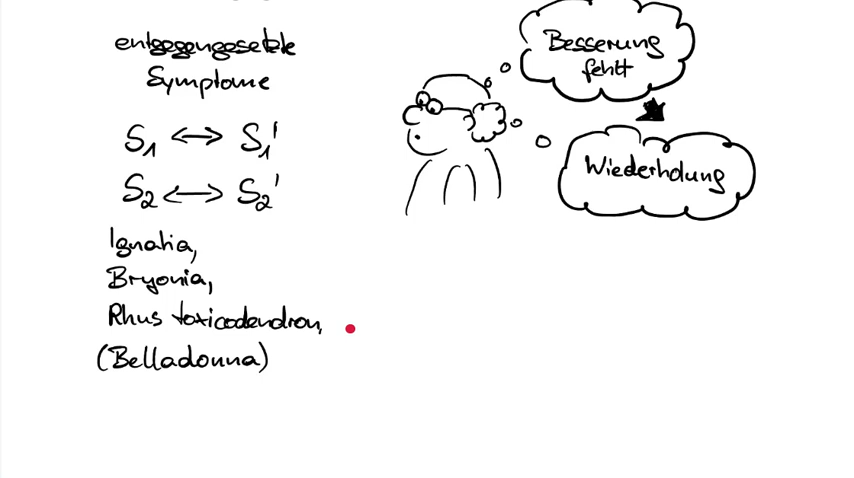 entgegengesetzte
Symptome
S1 ↔ S1'
S2 ↔ S2'
Ignatia,
Bryonia,
Rhus toxicodendron,
(Belladonna)
Besserung
fehlt
Wiederholung